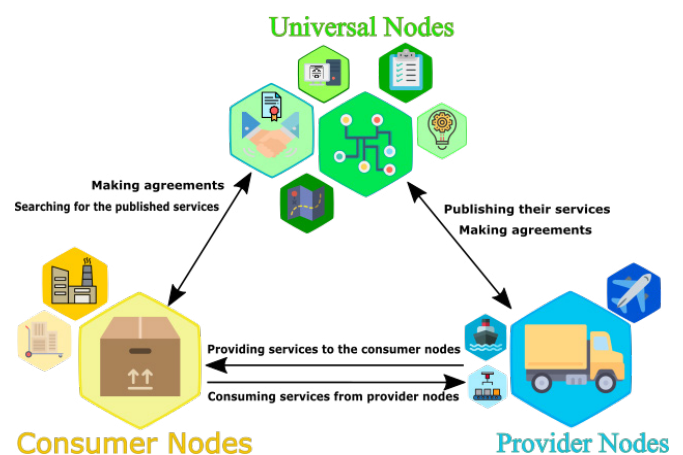 Universal Nodes
Making agreements
Searching for the published services
Publishing their services
Making agreements
Providing services to the consumer nodes
Consuming services from provider nodes
Consumer Nodes
Provider Nodes